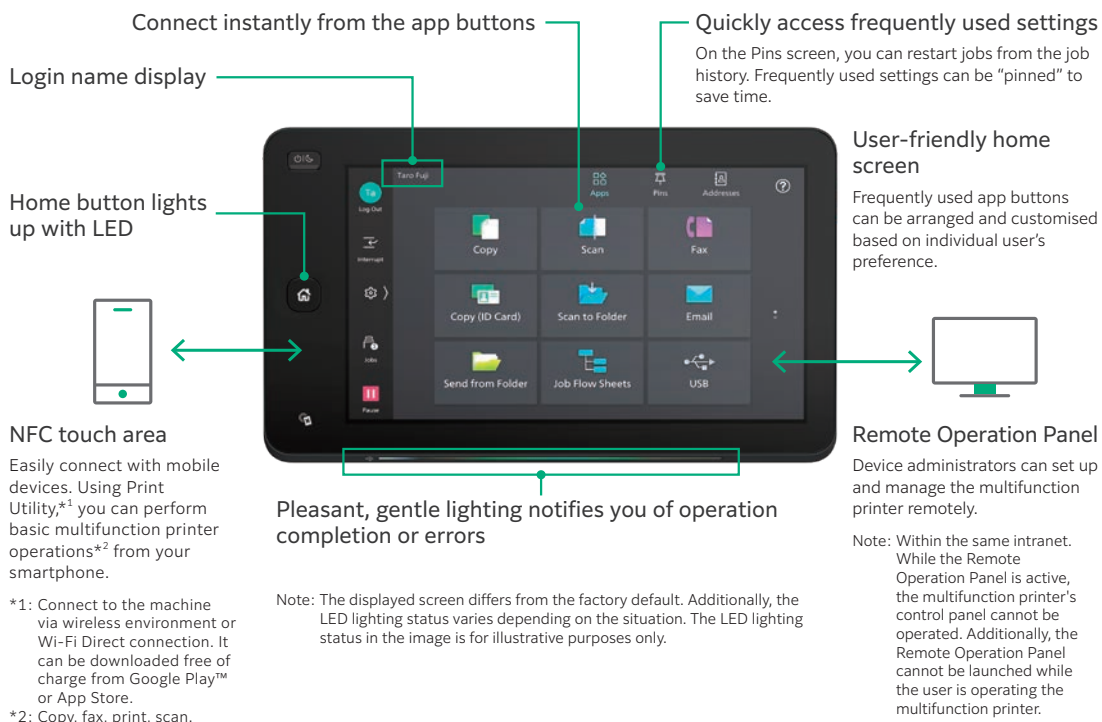 Connect instantly from the app buttons
Quickly access frequently used settings
On the Pins screen, you can restart jobs from the job
history. Frequently used settings can be “pinned” to
save time.
Login name display
Home button lights
up with LED
User-friendly home
screen
Frequently used app buttons
can be arranged and customised
based on individual user's
preference.
Taro Fuji
Ta
Log Out
Apps
Pins
Addresses
?
Interrupt
Jobs
Pause
Copy
Scan
Fax
Copy (ID Card)
Scan to Folder
Email
Send from Folder
Job Flow Sheets
USB
NFC touch area
Easily connect with mobile
devices. Using Print
Utility,*1 you can perform
basic multifunction printer
operations*2 from your
smartphone.
*1: Connect to the machine
via wireless environment or
Wi-Fi Direct connection. It
can be downloaded free of
charge from Google Play™
or App Store.
*2: Copy, fax, print, scan.
Pleasant, gentle lighting notifies you of operation
completion or errors
Note: The displayed screen differs from the factory default. Additionally, the
LED lighting status varies depending on the situation. The LED lighting
status in the image is for illustrative purposes only.
Remote Operation Panel
Device administrators can set up
and manage the multifunction
printer remotely.
Note: Within the same intranet.
While the Remote
Operation Panel is active,
the multifunction printer's
control panel cannot be
operated. Additionally, the
Remote Operation Panel
cannot be launched while
the user is operating the
multifunction printer.